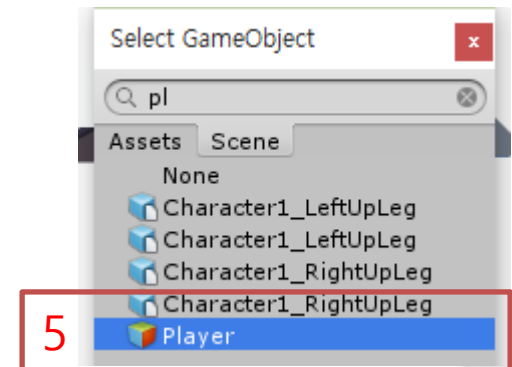 Select GameObject
x
pl
Assets Scene
None
Character1_LeftUpLeg
Character1_LeftUpLeg
Character1_RightUpLeg
Character1_RightUpLeg
5
Player